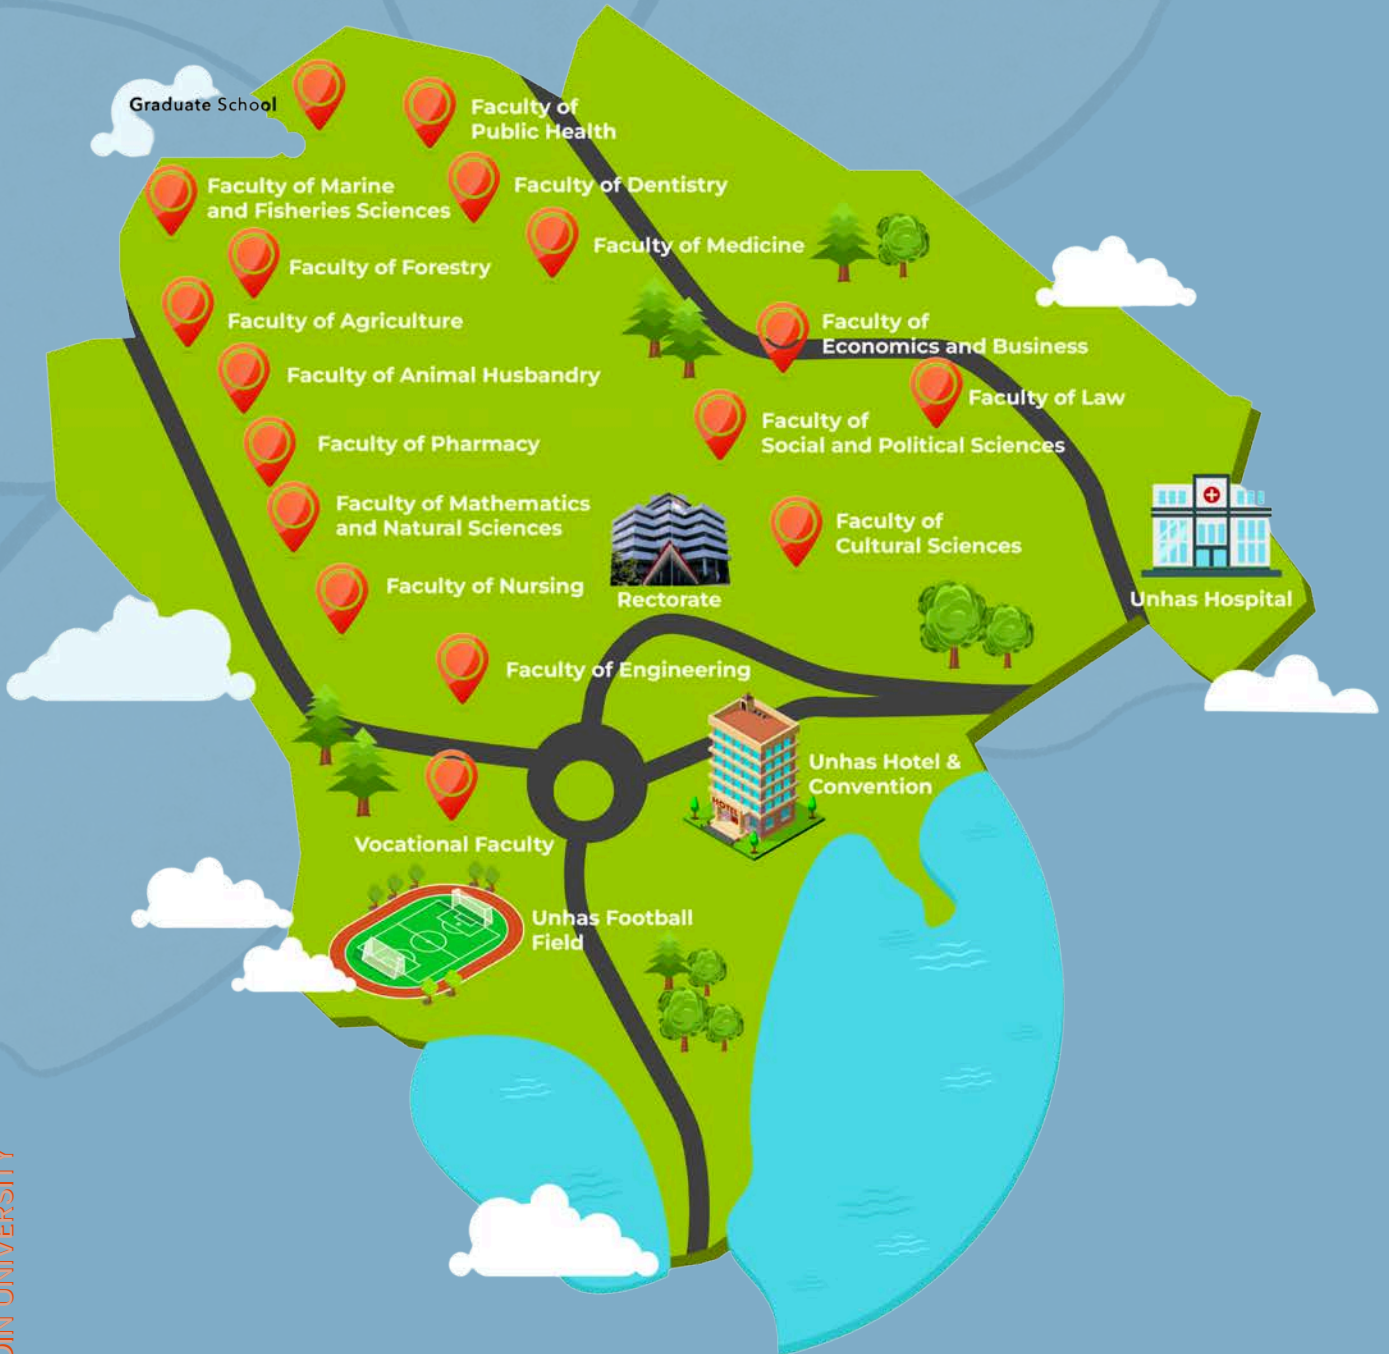 Graduate School
Faculty of
Public Health
Faculty of Marine
and Fisheries Sciences
Faculty of Dentistry
Faculty of Medicine
Faculty of Forestry
Faculty of Agriculture
Faculty of
Economics and Business
Faculty of Animal Husbandry
Faculty of Law
Faculty of
Social and Political Sciences
Faculty of Pharmacy
Faculty of Mathematics
and Natural Sciences
Faculty of
Cultural Sciences
Faculty of Nursing
Rectorate
Unhas Hospital
Faculty of Engineering
Unhas Hotel &
Convention
HOTEL
Vocational Faculty
Unhas Football
Field
UNIVERSITY